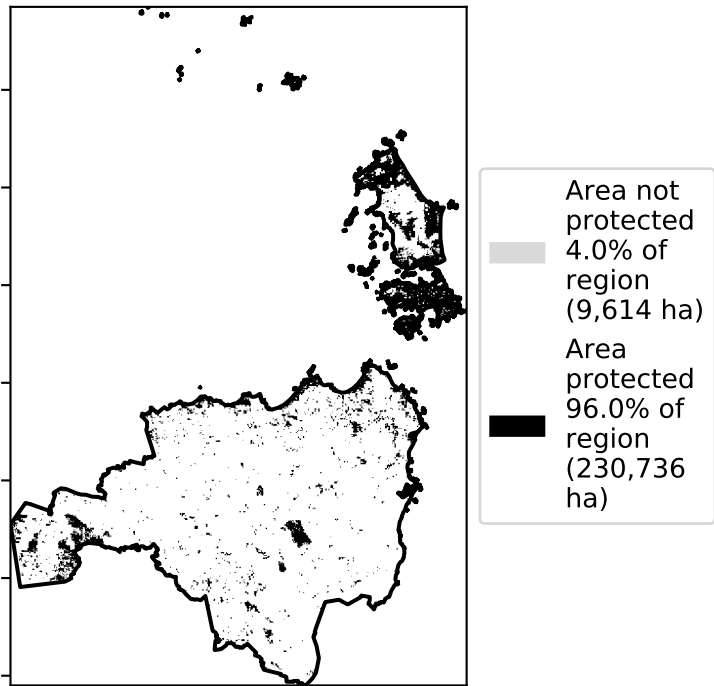 Area not
protected
4.0% of
region
(9,614 ha)
Area
protected
96.0% of
region
(230,736
ha)